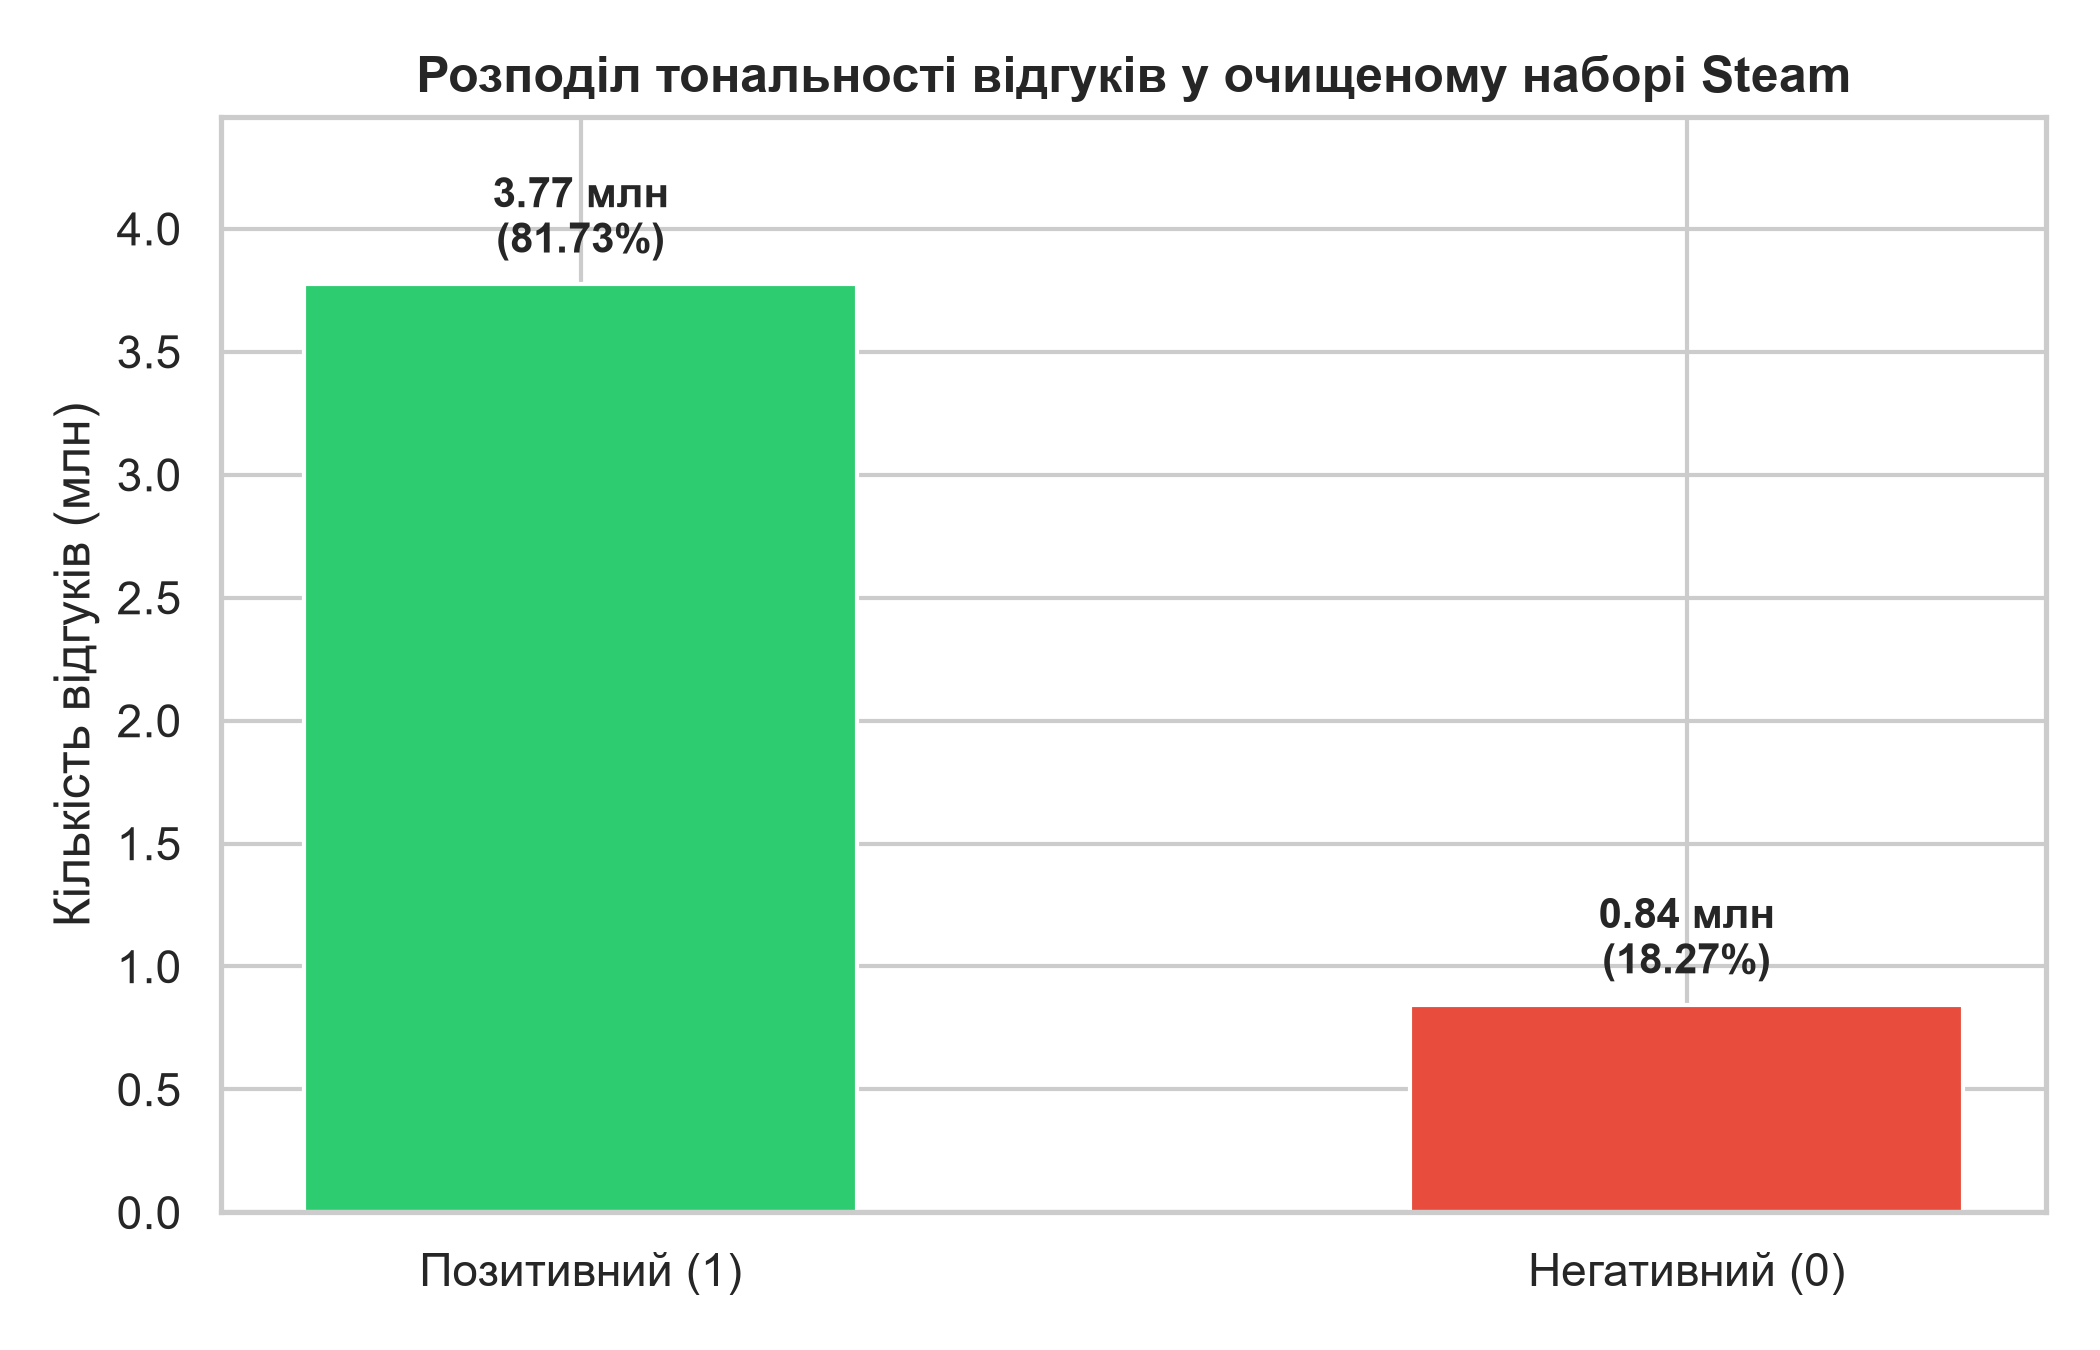 Розподіл тональності відгуків у очищеному наборі Steam
3.77 млн
(81.73%)
0.84 млн
(18.27%)
Кількість відгуків (млн)
4.0
3.5
3.0
2.5
2.0
1.5
1.0
0.5
0.0
Позитивний (1)
Негативний (0)